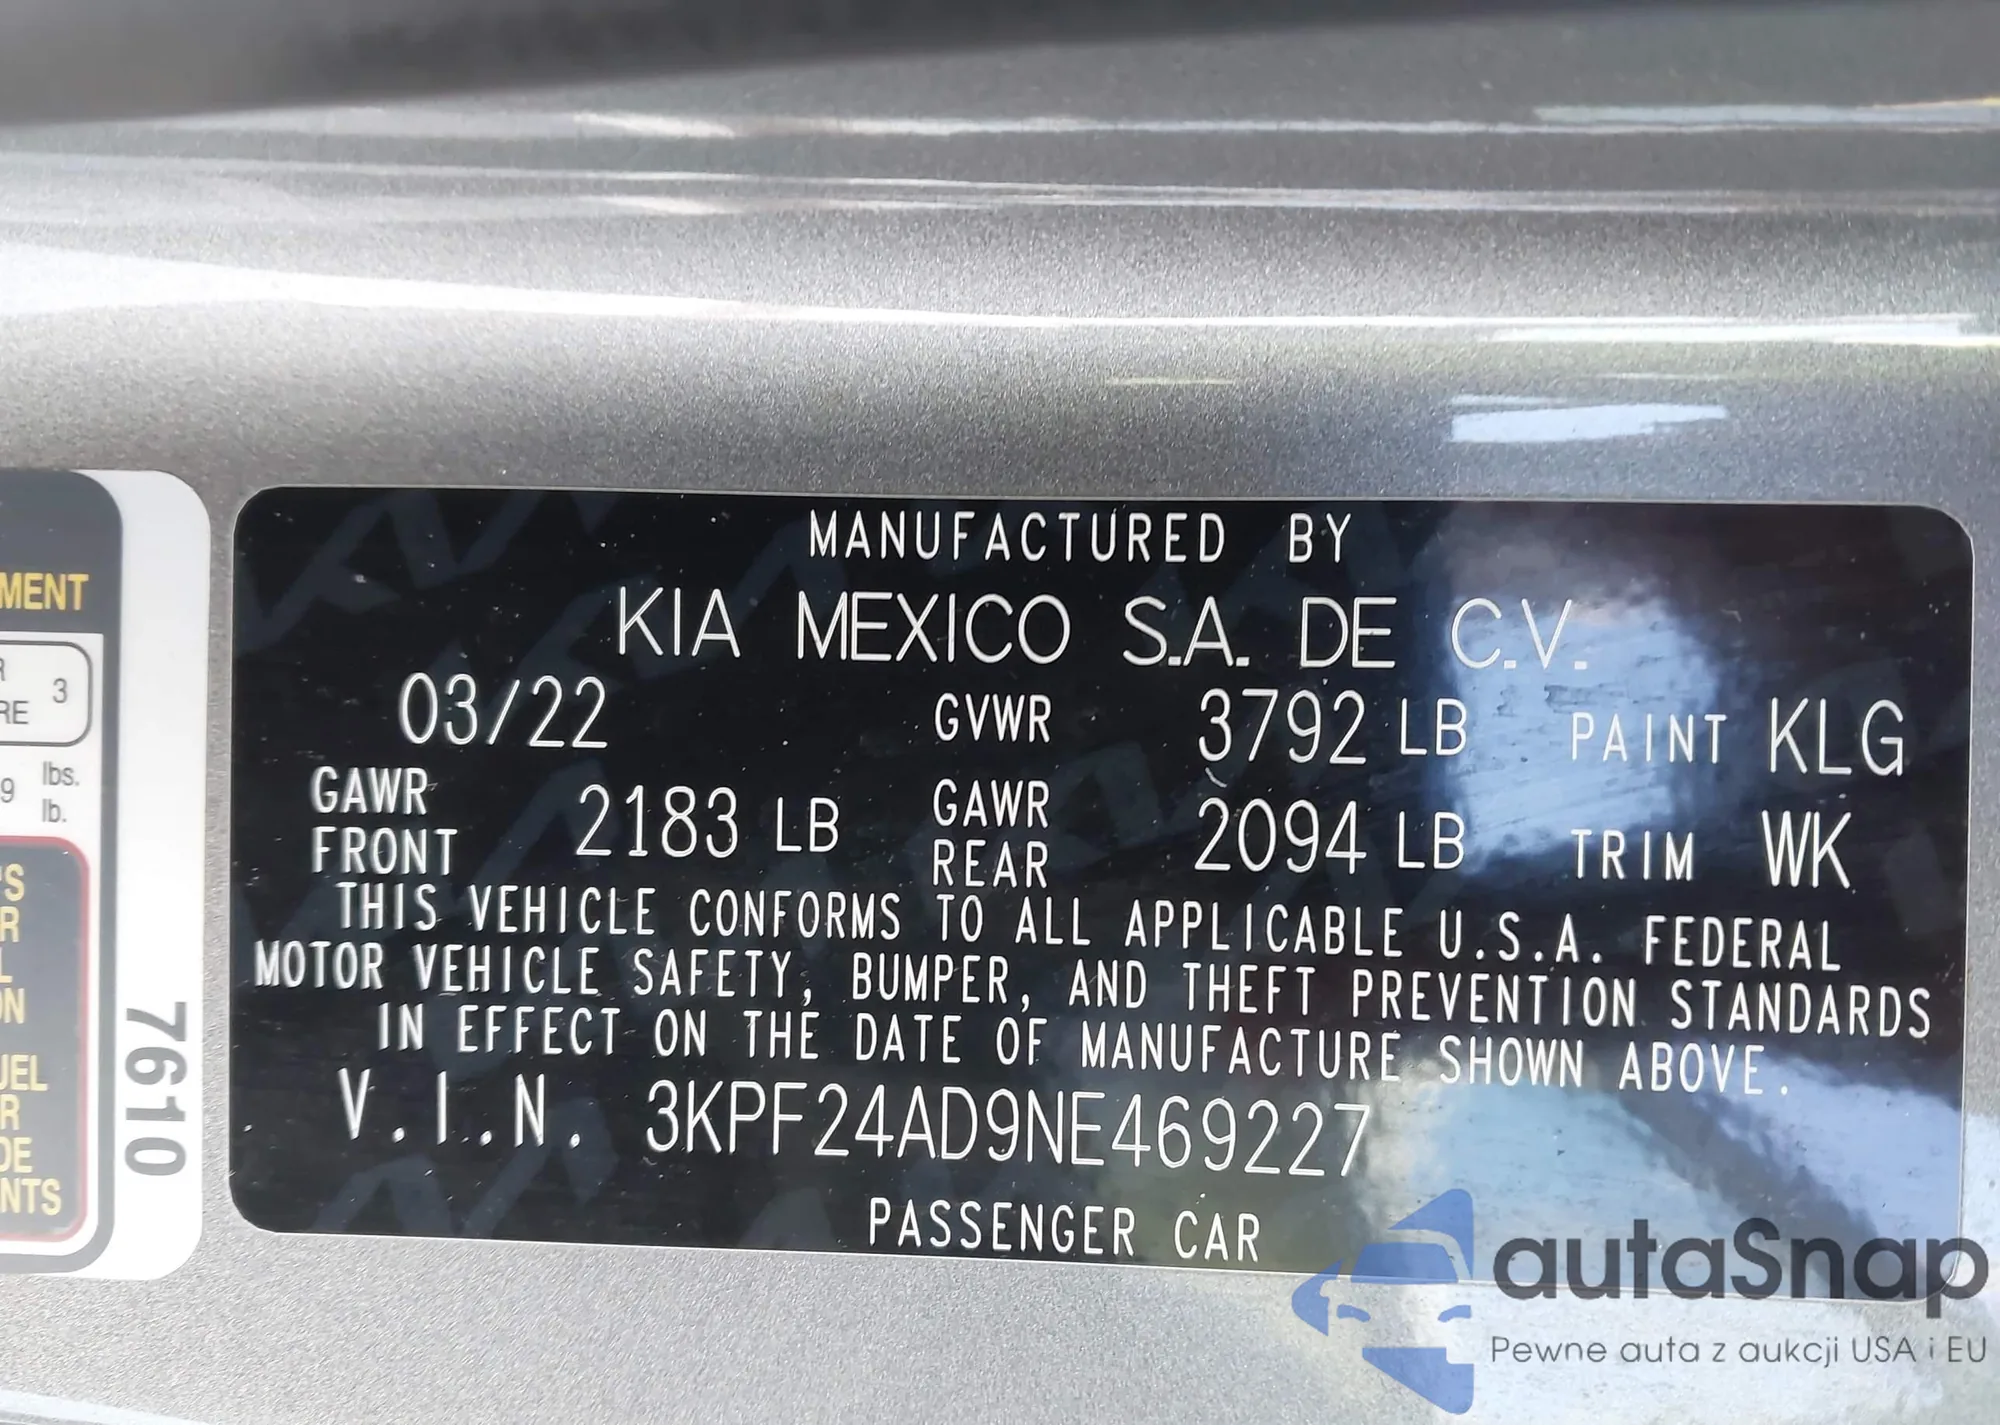 MANUFACTURED BY
KIA MEXICO S.A. DE C.V.
03/22 GVWR 3792 LB PAINT KLG
GAWR FRONT 2183 LB GAWR REAR 2094 LB TRIM WK
THIS VEHICLE CONFORMS TO ALL APPLICABLE U.S.A. FEDERAL
MOTOR VEHICLE SAFETY, BUMPER, AND THEFT PREVENTION STANDARDS
IN EFFECT ON THE DATE OF MANUFACTURE SHOWN ABOVE.
V.I.N. 3KPF24AD9NE469227
PASSENGER CAR
MENT
3
lbs.
lb.
7610
autaSnap
Pewne auta z aukcji USA i EU